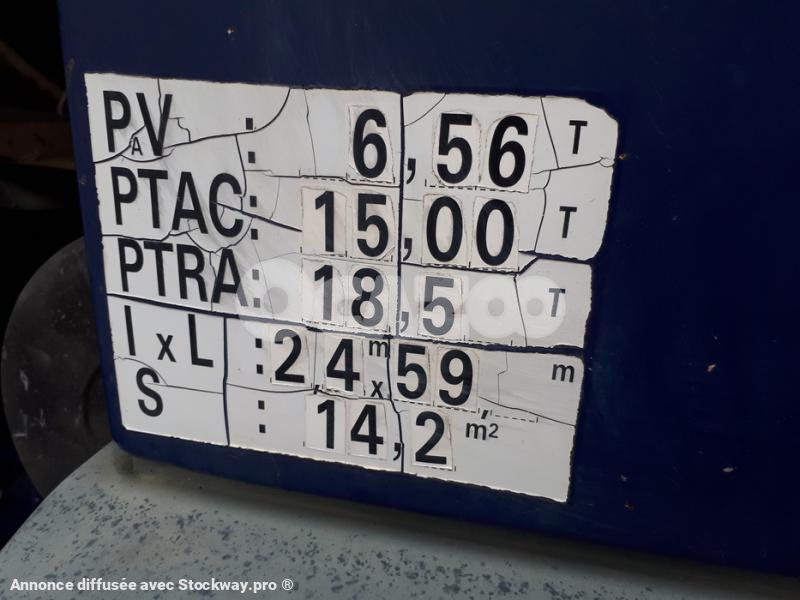 PAV : 6,56 T
PTAC : 15,00 T
PTRA : 18,5 T
I x L : 2,4 m x 59, m
S : 14,2 m²
Annonce diffusée avec Stockway.pro ®